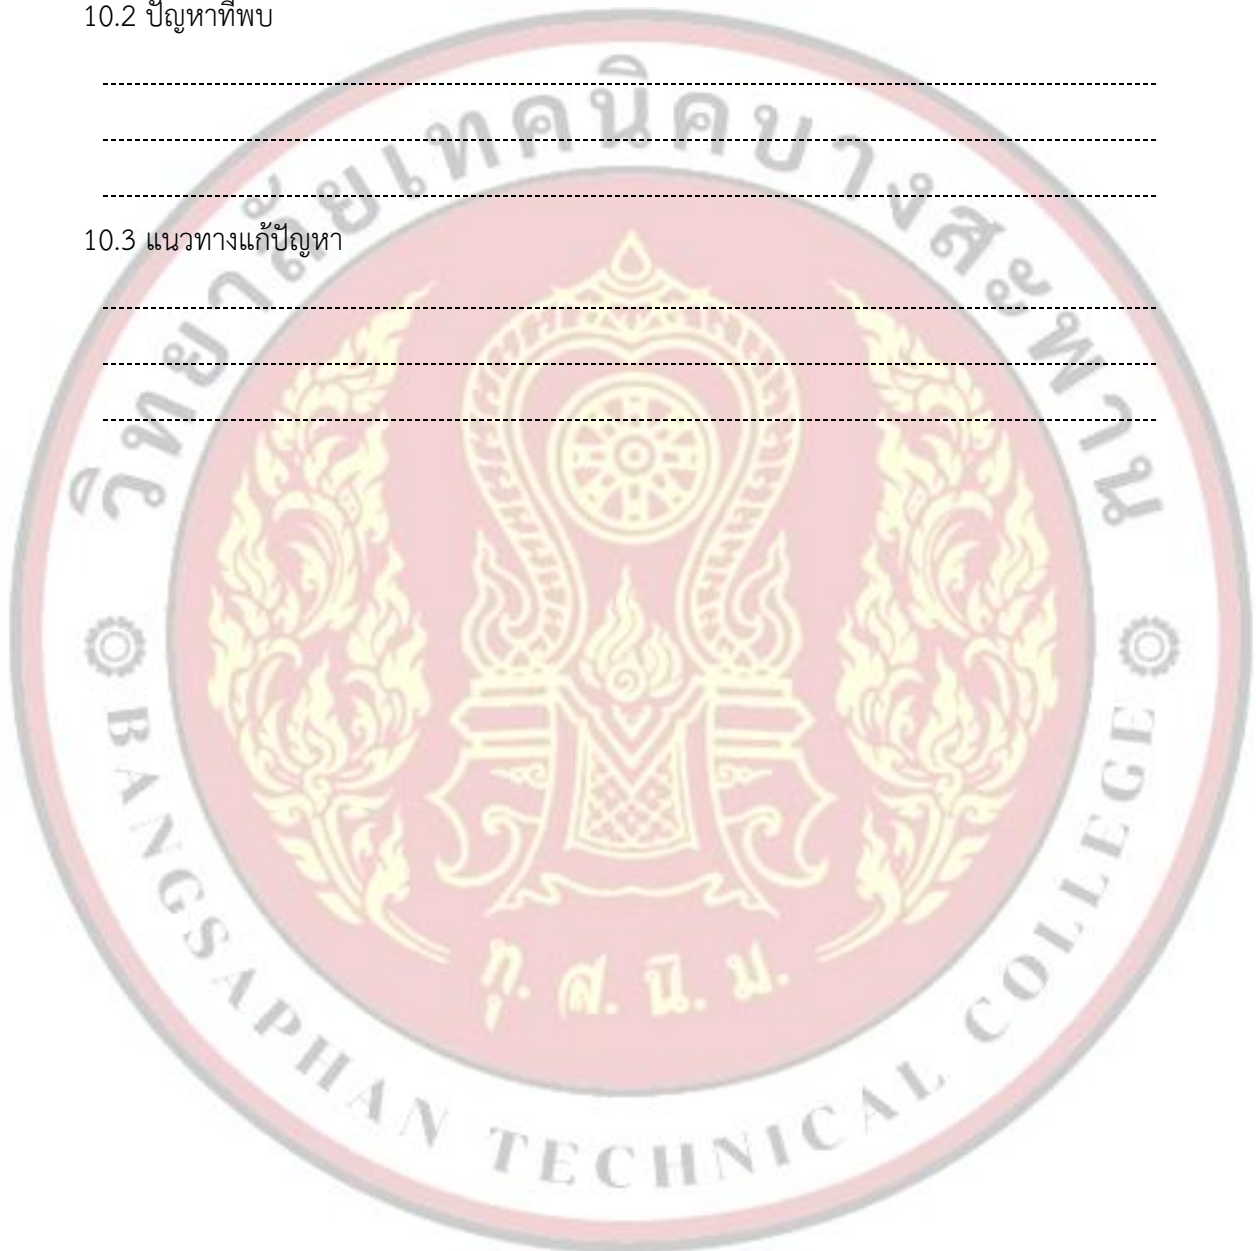 10.2 ปัญหาที่พบ
10.3 แนวทางแก้ปัญหา
วิทยาลัยเทคนิคบางสะพาน
ทุ. ส. นิ. ม.
BANGSAPHAN TECHNICAL COLLEGE